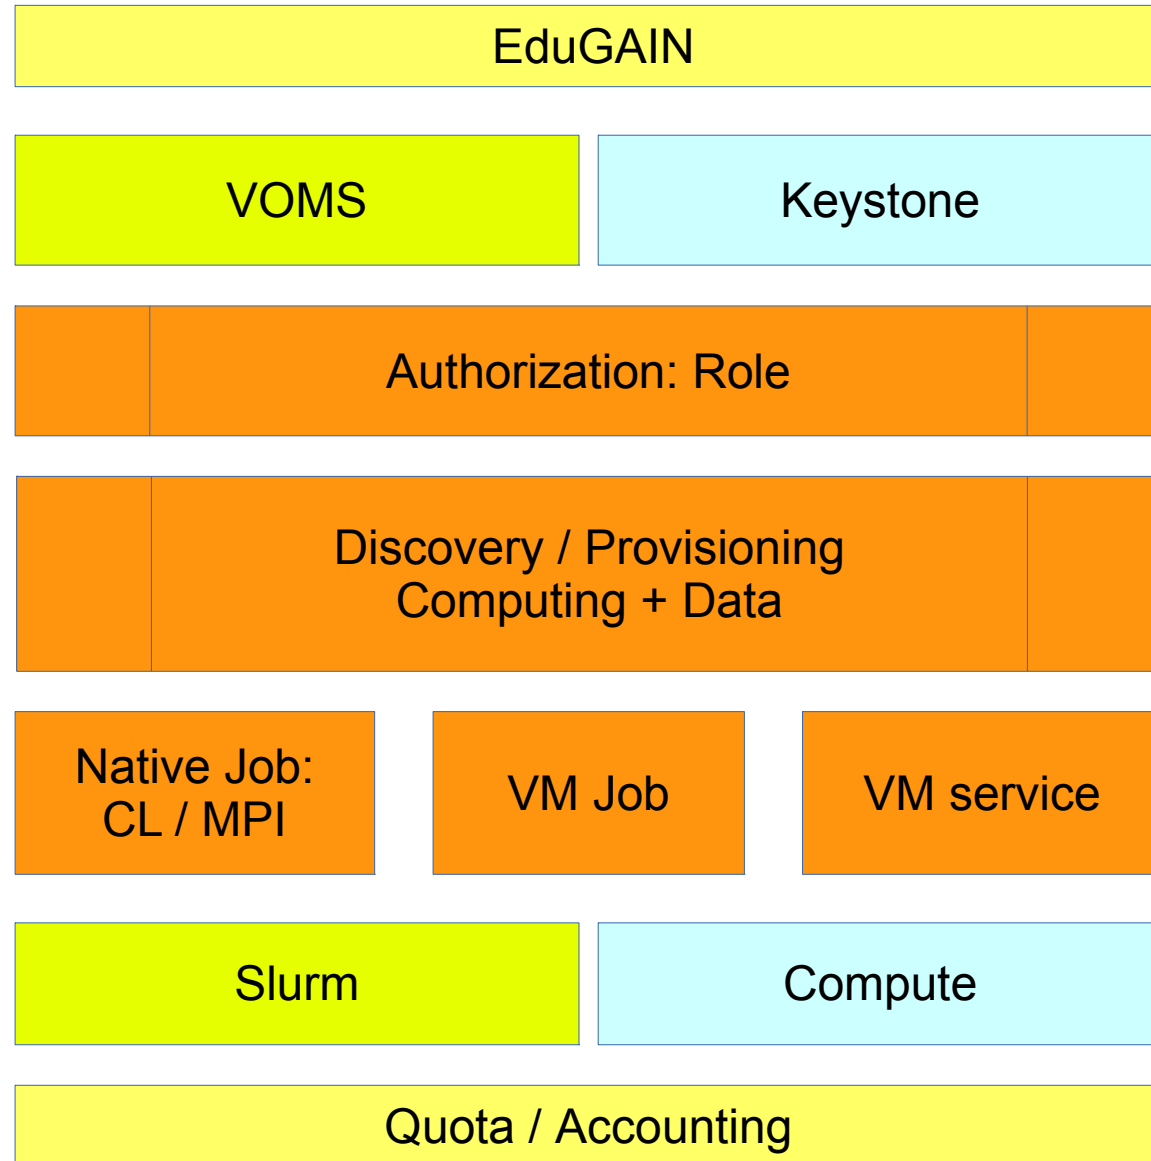 EduGAIN
VOMS
Keystone
Authorization: Role
Discovery / Provisioning
Computing + Data
Native Job:
CL / MPI
VM Job
VM service
Slurm
Compute
Quota / Accounting